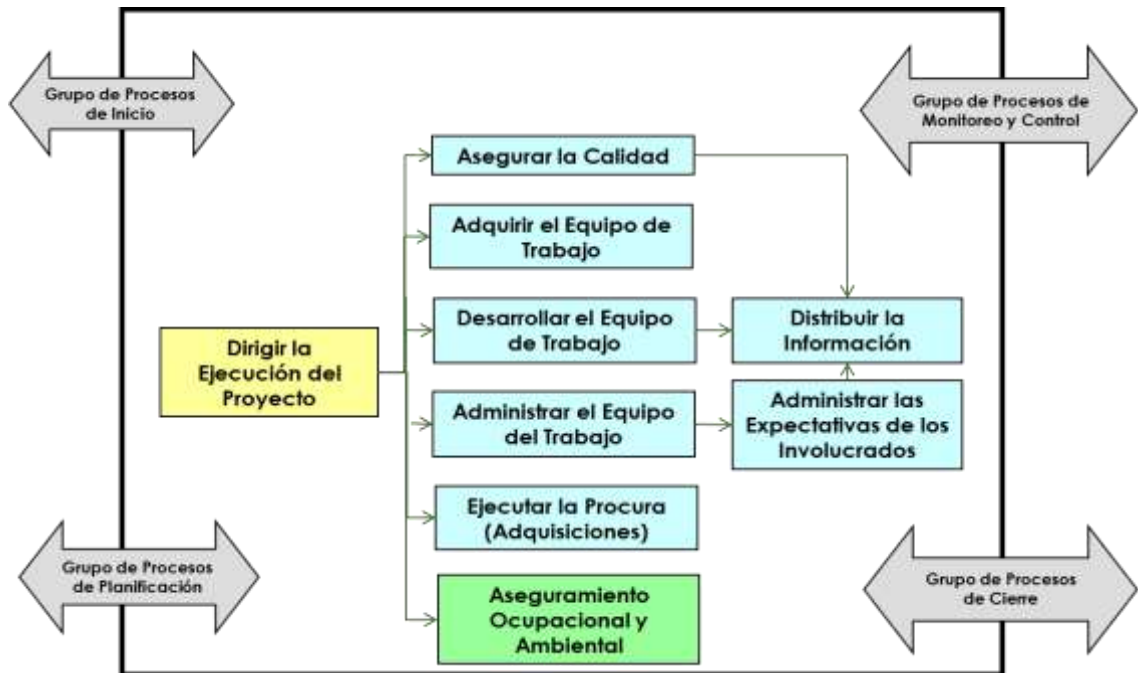 Grupo de Procesos
de Inicio
Grupo de Procesos de
Monitoreo y Control
Asegurar la Calidad
Adquirir el Equipo de
Trabajo
Desarrollar el Equipo
de Trabajo
Distribuir la
Información
Dirigir la
Ejecución del
Proyecto
Administrar el Equipo
del Trabajo
Administrar las
Expectativas de los
Involucrados
Ejecutar la Procura
(Adquisiciones)
Grupo de Procesos
de Planificación
Aseguramiento
Ocupacional y
Ambiental
Grupo de Procesos
de Cierre